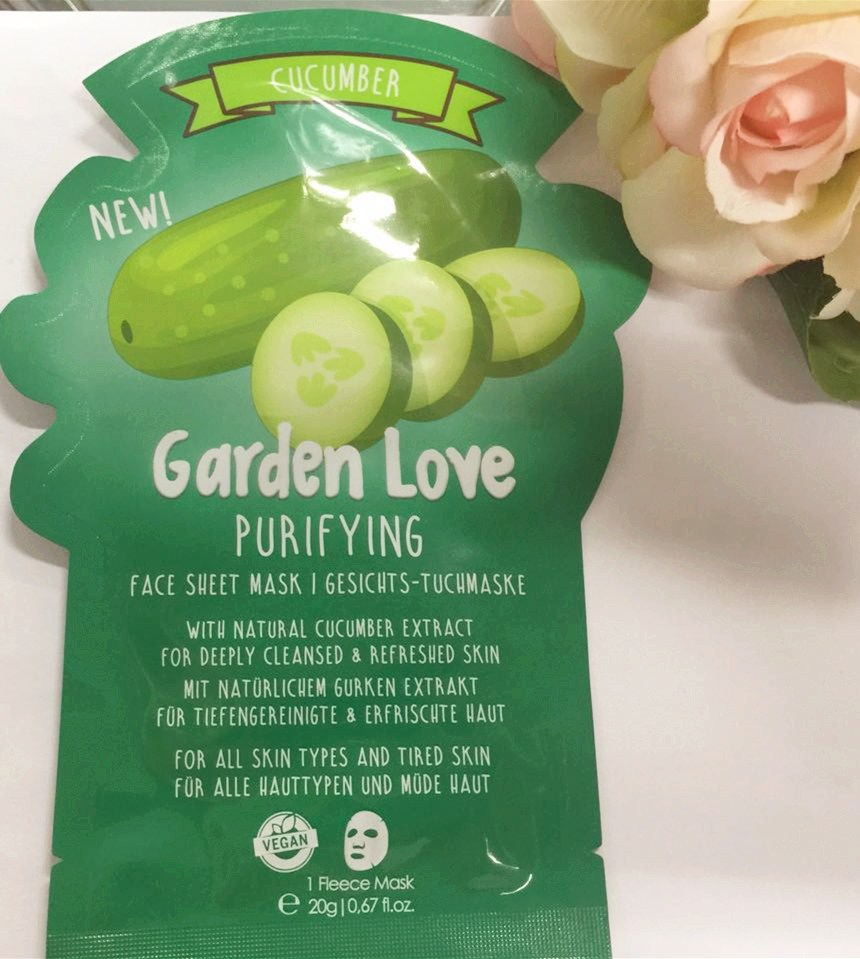 CUCUMBER
NEW!
Garden Love
PURIFYING
FACE SHEET MASK | GESICHTS-TUCHMASKE
WITH NATURAL CUCUMBER EXTRACT
FOR DEEPLY CLEANSED & REFRESHED SKIN
MIT NATÜRLICHEM GURKEN EXTRAKT
FÜR TIEFENGEREINIGTE & ERFRISCHTE HAUT
FOR ALL SKIN TYPES AND TIRED SKIN
FÜR ALLE HAUTTYPEN UND MÜDE HAUT
VEGAN
1 Fleece Mask
℮ 20g|0,67 fl.oz.